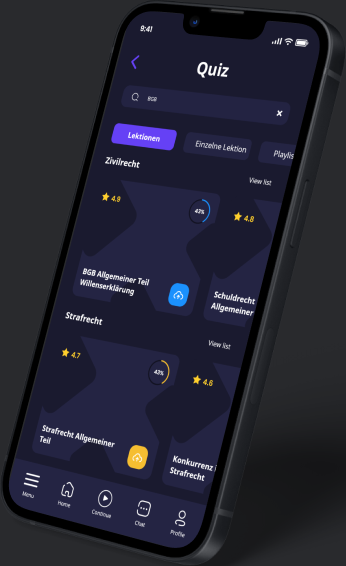 9:41
Quiz
BGB
Lektionen
Einzelne Lektion
Playlis
Zivilrecht
View list
4.9
43%
4.8
BGB Allgemeiner Teil
Willenserklärung
Schuldrecht
Allgemeiner
Strafrecht
View list
4.7
43%
4.6
Strafrecht Allgemeiner
Teil
Konkurrenz
Strafrecht
Menu
Home
Continue
Chat
Profile